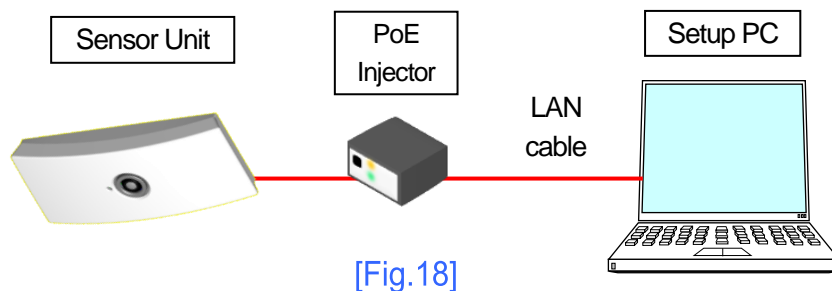 Sensor Unit
PoE
Injector
Setup PC
LAN
cable
[Fig.18]